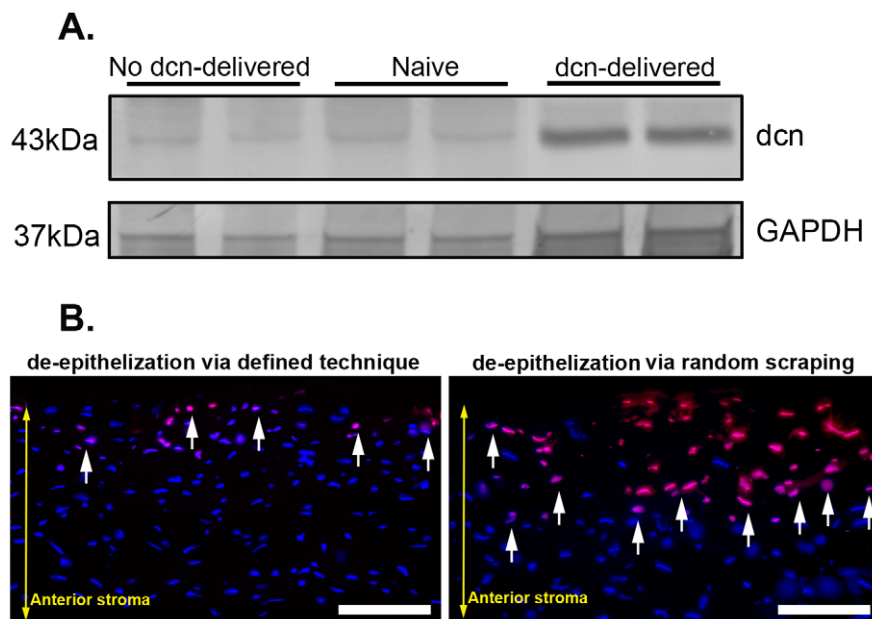 A.
No dcn-delivered Naive dcn-delivered
43kDa dcn
37kDa GAPDH
B.
de-epithelization via defined technique de-epithelization via random scraping
Anterior stroma Anterior stroma